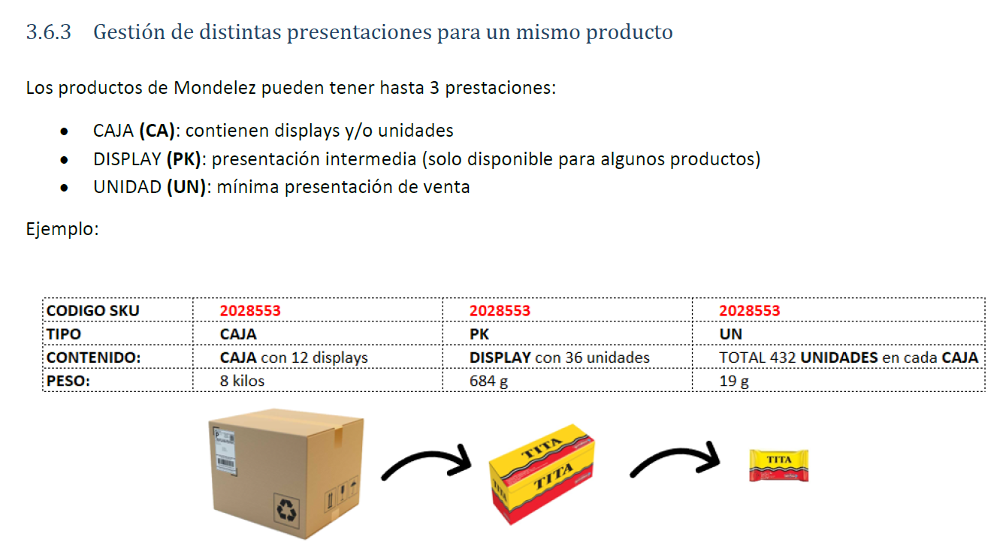 3.6.3 Gestión de distintas presentaciones para un mismo producto
Los productos de Mondelez pueden tener hasta 3 prestaciones:
• CAJA (CA): contienen displays y/o unidades
• DISPLAY (PK): presentación intermedia (solo disponible para algunos productos)
• UNIDAD (UN): mínima presentación de venta
Ejemplo:
CODIGO SKU 2028553 2028553 2028553
TIPO CAJA PK UN
CONTENIDO: CAJA con 12 displays DISPLAY con 36 unidades TOTAL 432 UNIDADES en cada CAJA
PESO: 8 kilos 684 g 19 g
P
TITA
TITA
TITA
TITA